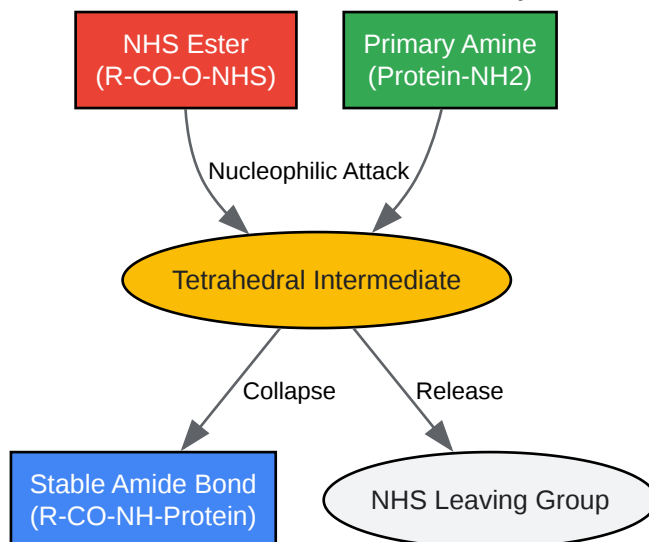 NHS Ester
(R-CO-O-NHS)
Primary Amine
(Protein-NH2)
Nucleophilic Attack
Tetrahedral Intermediate
Collapse
Release
Stable Amide Bond
(R-CO-NH-Protein)
NHS Leaving Group